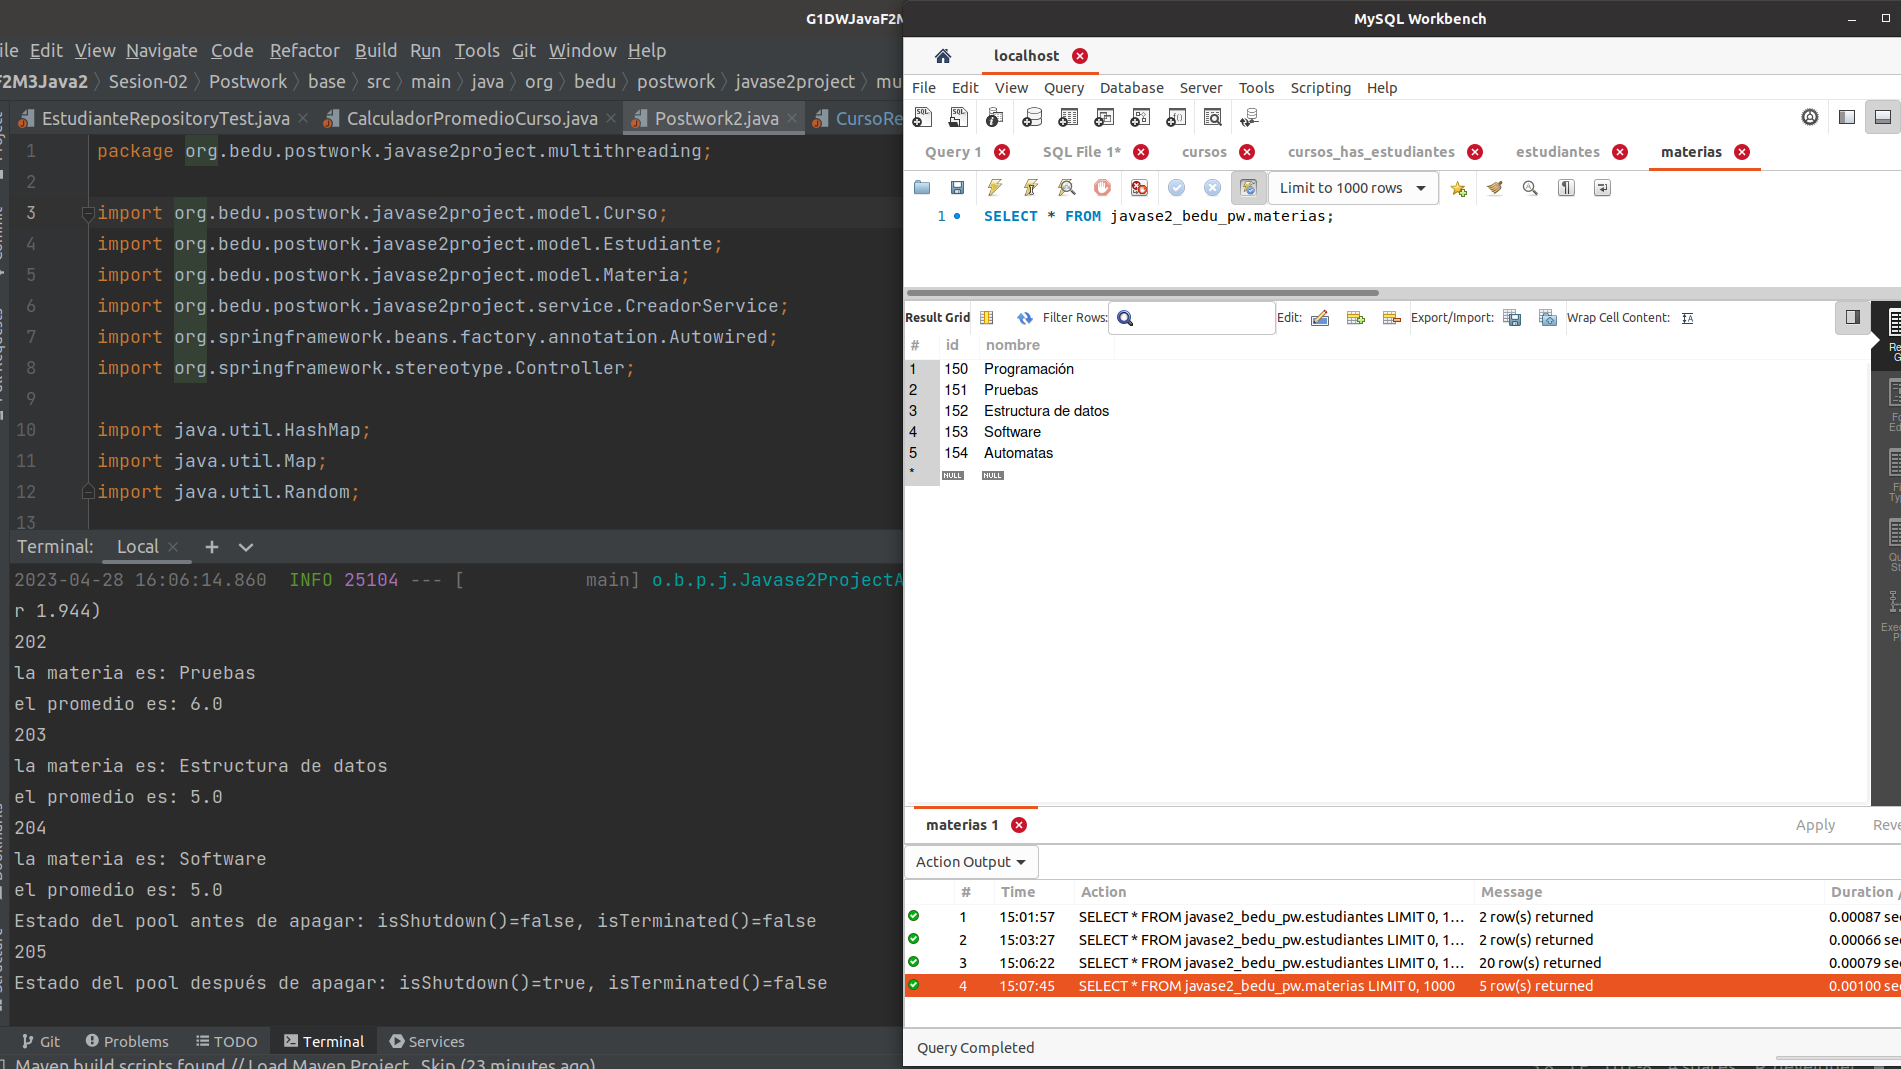 G1DWJavaF2M
ile Edit View Navigate Code Refactor Build Run Tools Git Window Help
F2M3Java2 Sesion-02 Postwork base src main java org bedu postwork javase2project mu
EstudianteRepositoryTest.java CalculadorPromedioCurso.java Postwork2.java CursoRe
1 package org.bedu.postwork.javase2project.multithreading;
2
3 import org.bedu.postwork.javase2project.model.Curso;
4 import org.bedu.postwork.javase2project.model.Estudiante;
5 import org.bedu.postwork.javase2project.model.Materia;
6 import org.bedu.postwork.javase2project.service.CreadorService;
7 import org.springframework.beans.factory.annotation.Autowired;
8 import org.springframework.stereotype.Controller;
9
10 import java.util.HashMap;
11 import java.util.Map;
12 import java.util.Random;
13
Terminal: Local
2023-04-28 16:06:14.860 INFO 25104 --- [ main] o.b.p.j.Javase2ProjectA
r 1.944)
202
la materia es: Pruebas
el promedio es: 6.0
203
la materia es: Estructura de datos
el promedio es: 5.0
204
la materia es: Software
el promedio es: 5.0
Estado del pool antes de apagar: isShutdown()=false, isTerminated()=false
205
Estado del pool después de apagar: isShutdown()=true, isTerminated()=false
Git Problems TODO Terminal Services
Maven build scripts found // Load Maven Project Skip (23 minutes ago)
MySQL Workbench
localhost
File Edit View Query Database Server Tools Scripting Help
Query 1 SQL File 1* cursos cursos_has_estudiantes estudiantes materias
Limit to 1000 rows
1 SELECT * FROM javase2_bedu_pw.materias;
Result Grid Filter Rows: Edit: Export/Import: Wrap Cell Content:
# id nombre
1 150 Programación
2 151 Pruebas
3 152 Estructura de datos
4 153 Software
5 154 Automatas
* NULL NULL
materias 1 Apply Reve
Action Output
# Time Action Message Duration /
1 15:01:57 SELECT * FROM javase2_bedu_pw.estudiantes LIMIT 0, 1... 2 row(s) returned 0.00087 se
2 15:03:27 SELECT * FROM javase2_bedu_pw.estudiantes LIMIT 0, 1... 2 row(s) returned 0.00066 se
3 15:06:22 SELECT * FROM javase2_bedu_pw.estudiantes LIMIT 0, 1... 20 row(s) returned 0.00079 se
4 15:07:45 SELECT * FROM javase2_bedu_pw.materias LIMIT 0, 1000 5 row(s) returned 0.00100 se
Query Completed